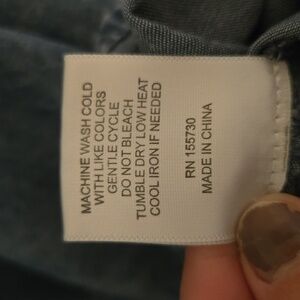 MACHINE WASH COLD
WITH LIKE COLORS
GENTLE CYCLE
DO NOT BLEACH
TUMBLE DRY LOW HEAT
COOL IRON IF NEEDED
RN 155730
MADE IN CHINA